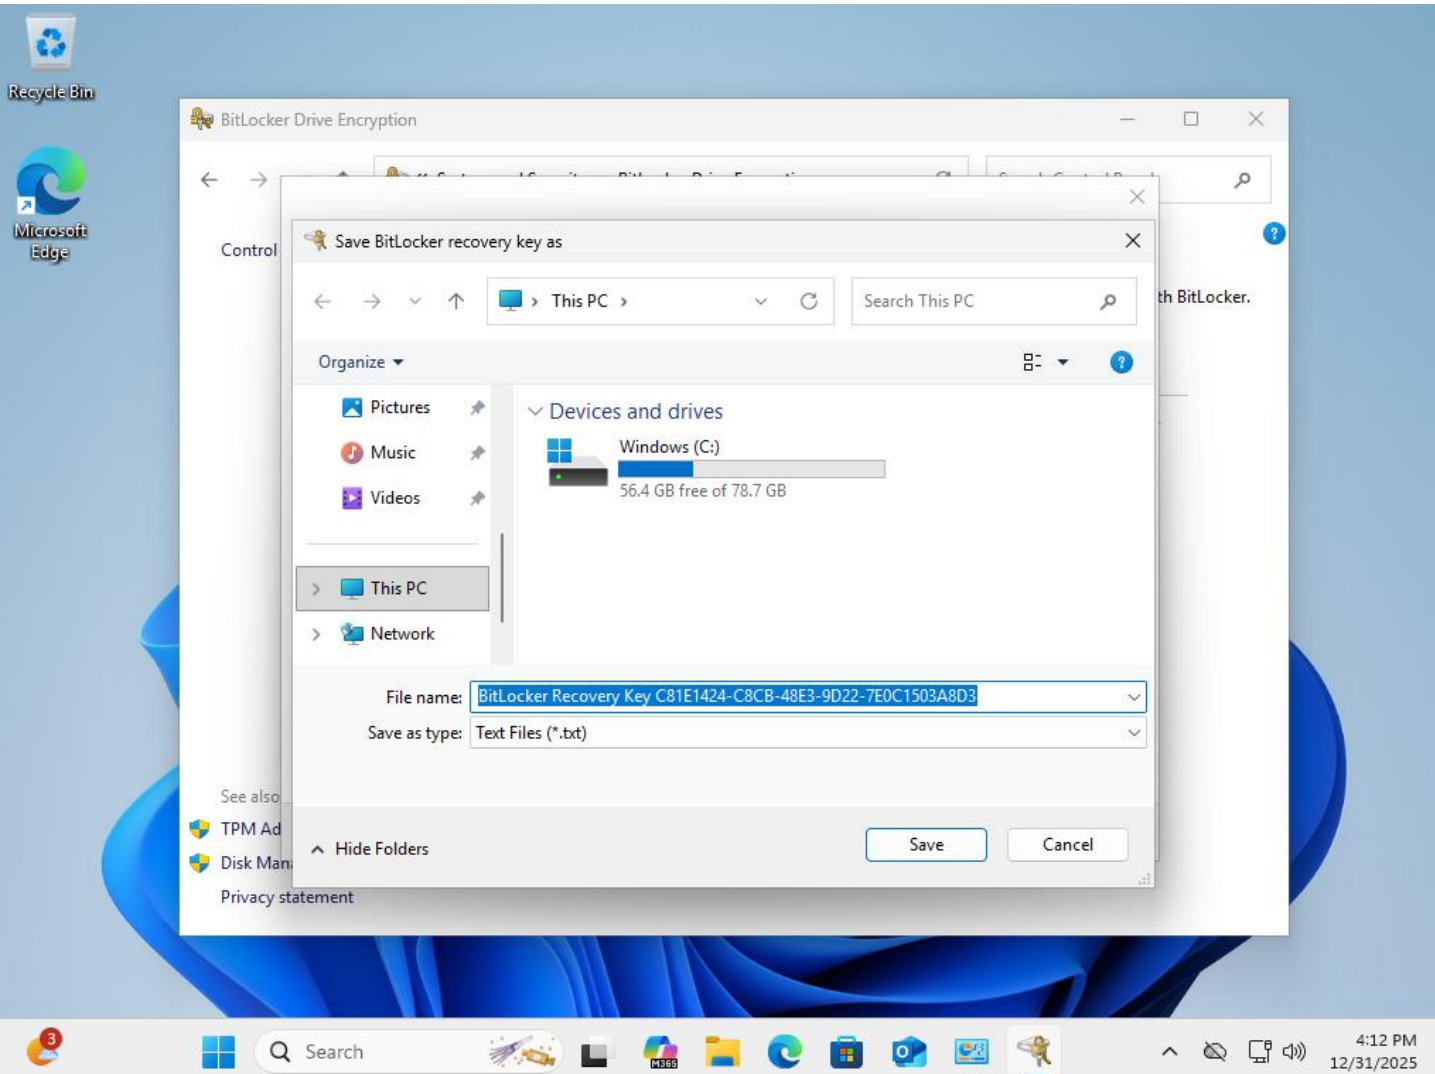 Recycle Bin
Microsoft
Edge
BitLocker Drive Encryption
Control
th BitLocker.
Save BitLocker recovery key as
This PC
Search This PC
Organize
Pictures
Music
Videos
This PC
Network
Devices and drives
Windows (C:)
56.4 GB free of 78.7 GB
File name: BitLocker Recovery Key C81E1424-C8CB-48E3-9D22-7E0C1503A8D3
Save as type: Text Files (*.txt)
Hide Folders
Save
Cancel
See also
TPM Ad
Disk Man
Privacy statement
3
Search
M365
4:12 PM
12/31/2025